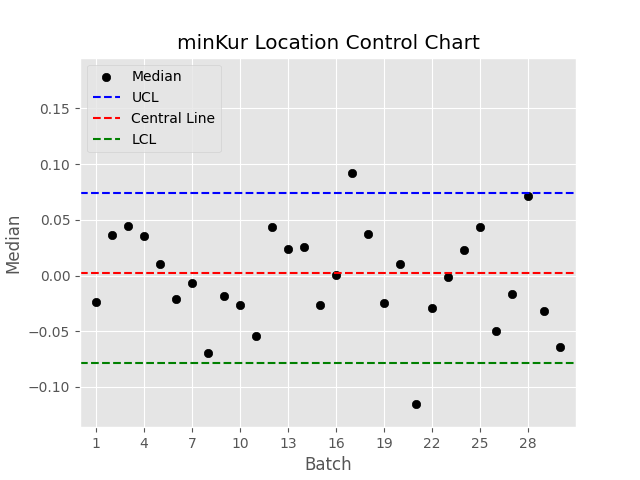 minKur Location Control Chart
Median
UCL
Central Line
LCL
0.15
0.10
0.05
0.00
−0.05
−0.10
Median
1 4 7 10 13 16 19 22 25 28
Batch